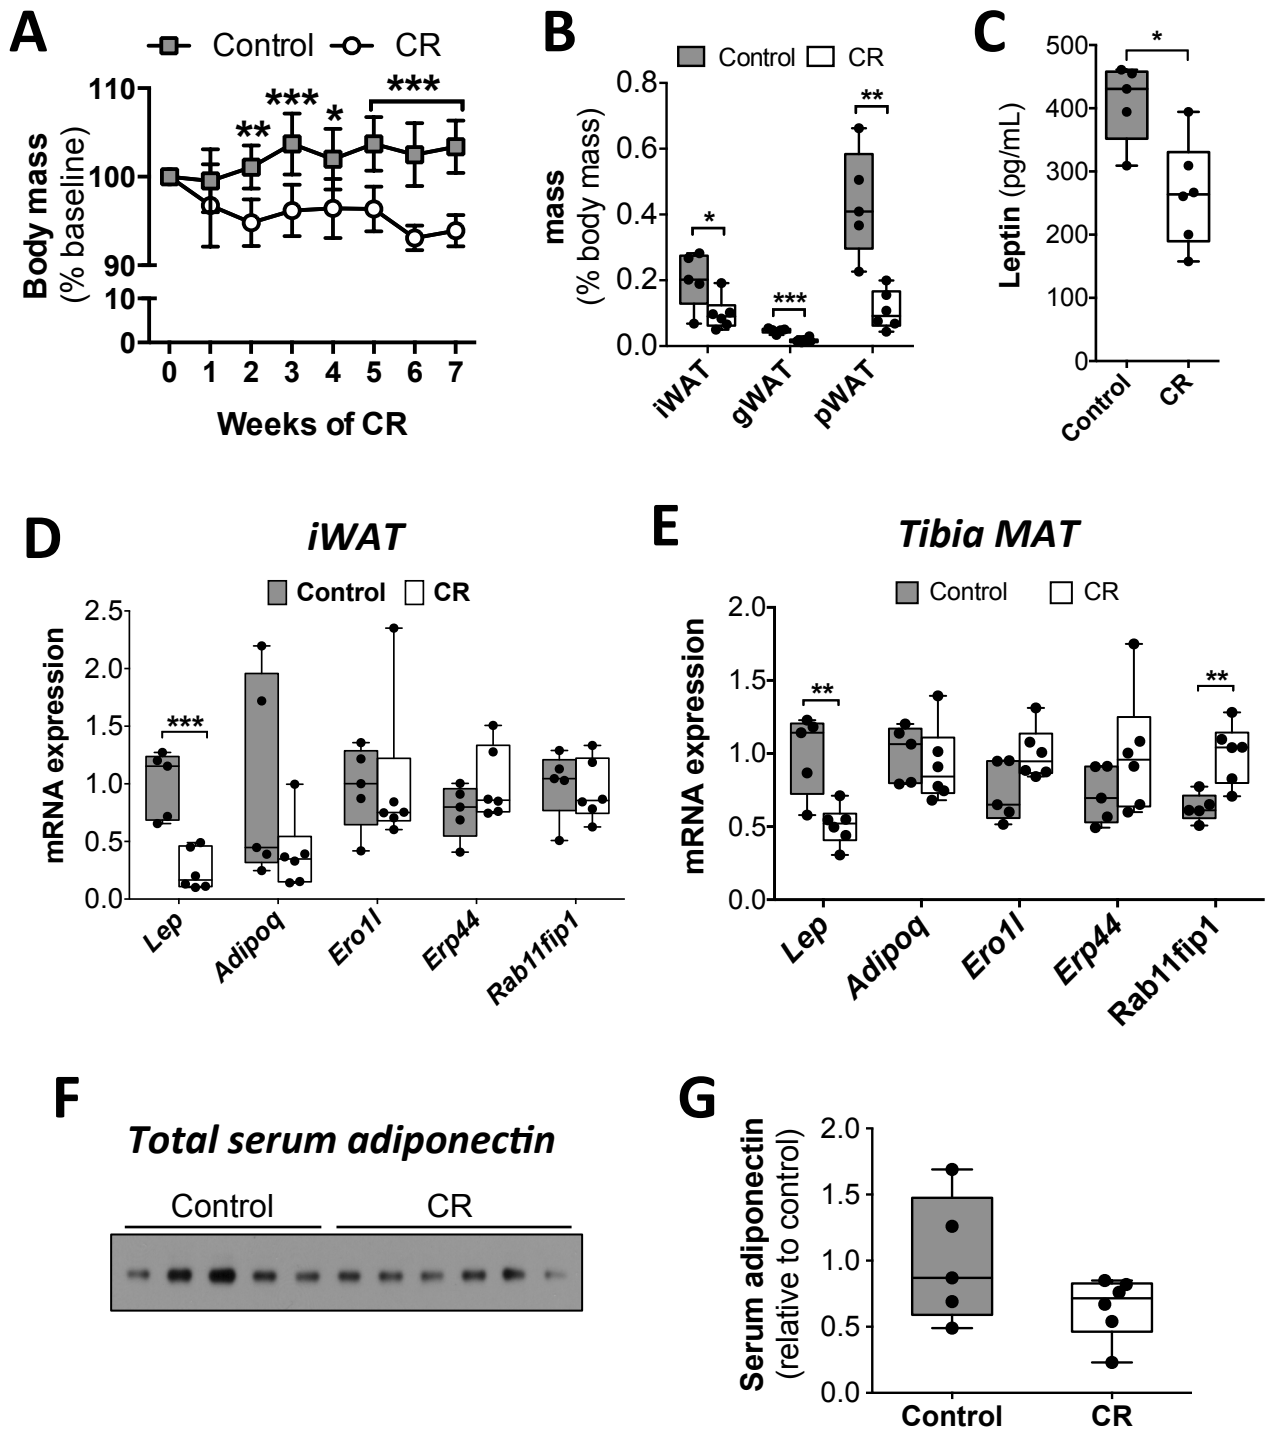 A
Control CR
Body mass
(% baseline)
110
100
90
10
0
** *** * ***
0 1 2 3 4 5 6 7
Weeks of CR
B
Control CR
mass
(% body mass)
0.8
0.6
0.4
0.2
0.0
* *** **
iWAT gWAT pWAT
C
Leptin (pg/mL)
500
400
300
200
100
0
*
Control CR
D
iWAT
Control CR
mRNA expression
2.5
2.0
1.5
1.0
0.5
0.0
***
Lep Adipoq Ero1l Erp44 Rab11fip1
E
Tibia MAT
Control CR
mRNA expression
2.0
1.5
1.0
0.5
0.0
** **
Lep Adipoq Ero1l Erp44 Rab11fip1
F
Total serum adiponectin
Control CR
G
Serum adiponectin
(relative to control)
2.0
1.5
1.0
0.5
0.0
Control CR